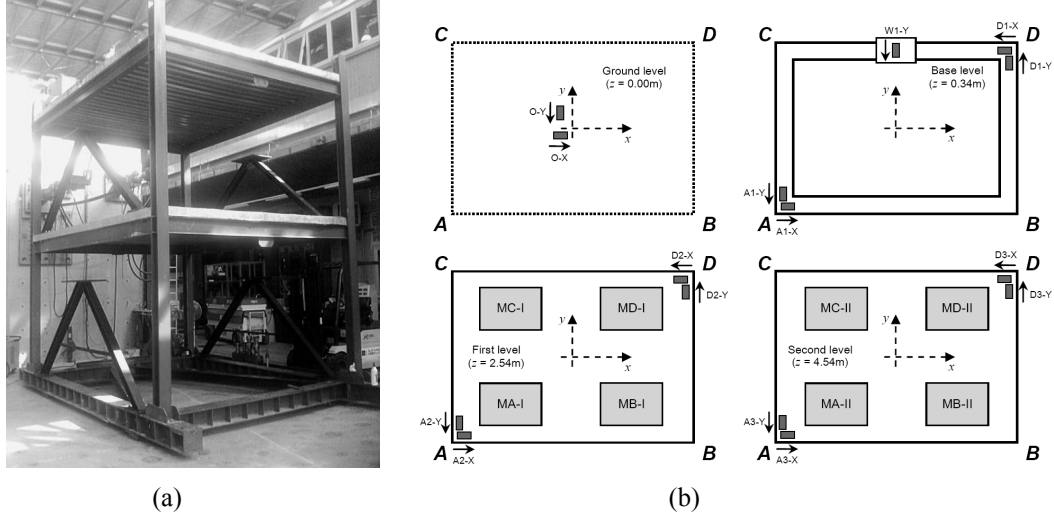 C D
Ground level
(z = 0.00m)
y
O-Y
x
O-X
A B
C W1-Y D1-X D
D1-Y
Base level
(z = 0.34m)
y
x
A1-Y
A A1-X B
C D2-X D
D2-Y
MC-I MD-I
y
First level
(z = 2.54m)
x
MA-I MB-I
A2-Y
A A2-X B
C D3-X D
D3-Y
MC-II MD-II
y
Second level
(z = 4.54m)
x
MA-II MB-II
A3-Y
A A3-X B
(a) (b)